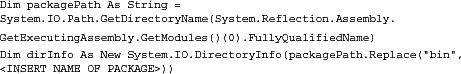 Dim packagePath As String =
System.IO.Path.GetDirectoryName(System.Reflection.Assembly.
GetExecutingAssembly.GetModules()(0).FullyQualifiedName)
Dim dirInfo As New System.IO.DirectoryInfo(packagePath.Replace("bin",
<INSERT NAME OF PACKAGE>))